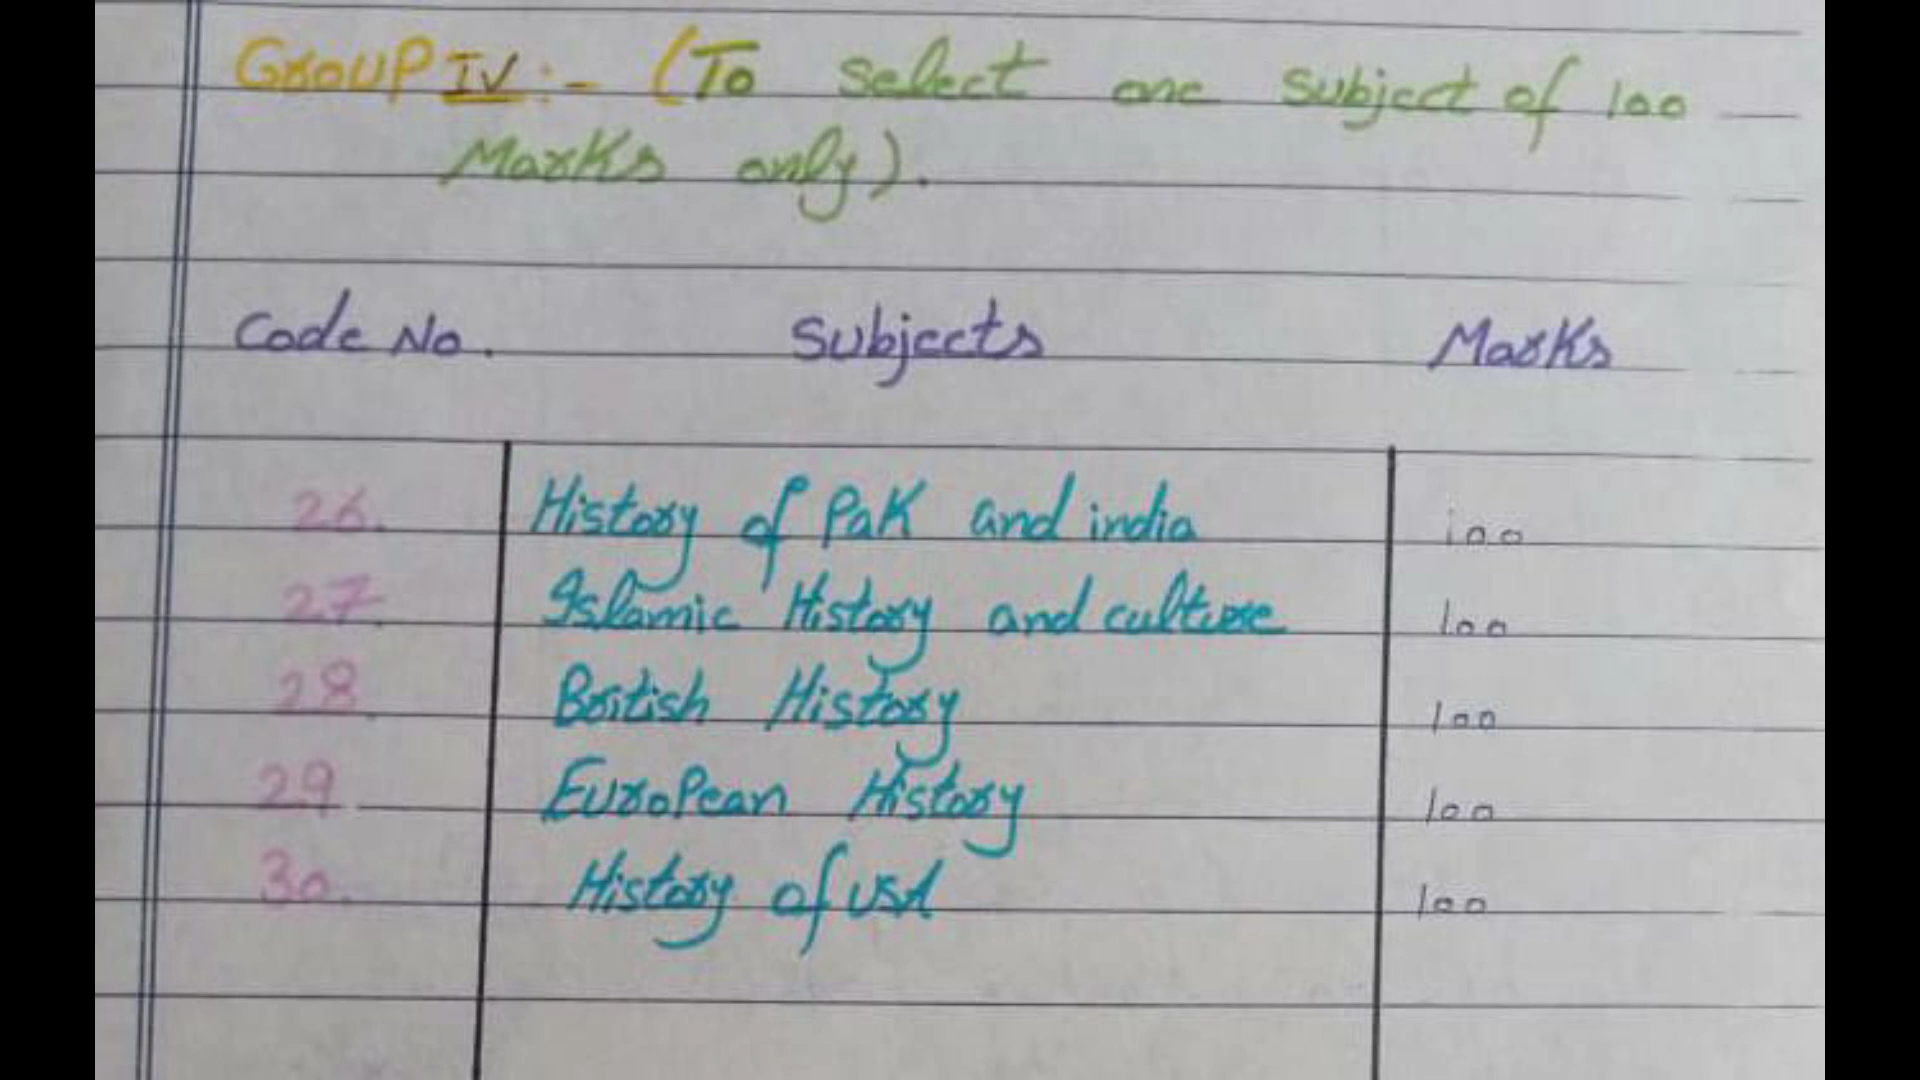 GROUP IV:- (To select one subject of 100
Marks only).
Code No. Subjects Marks
26. History of Pak and india 100
27. Islamic History and culture 100
28. British History 100
29 European History 100
30. History of USA 100